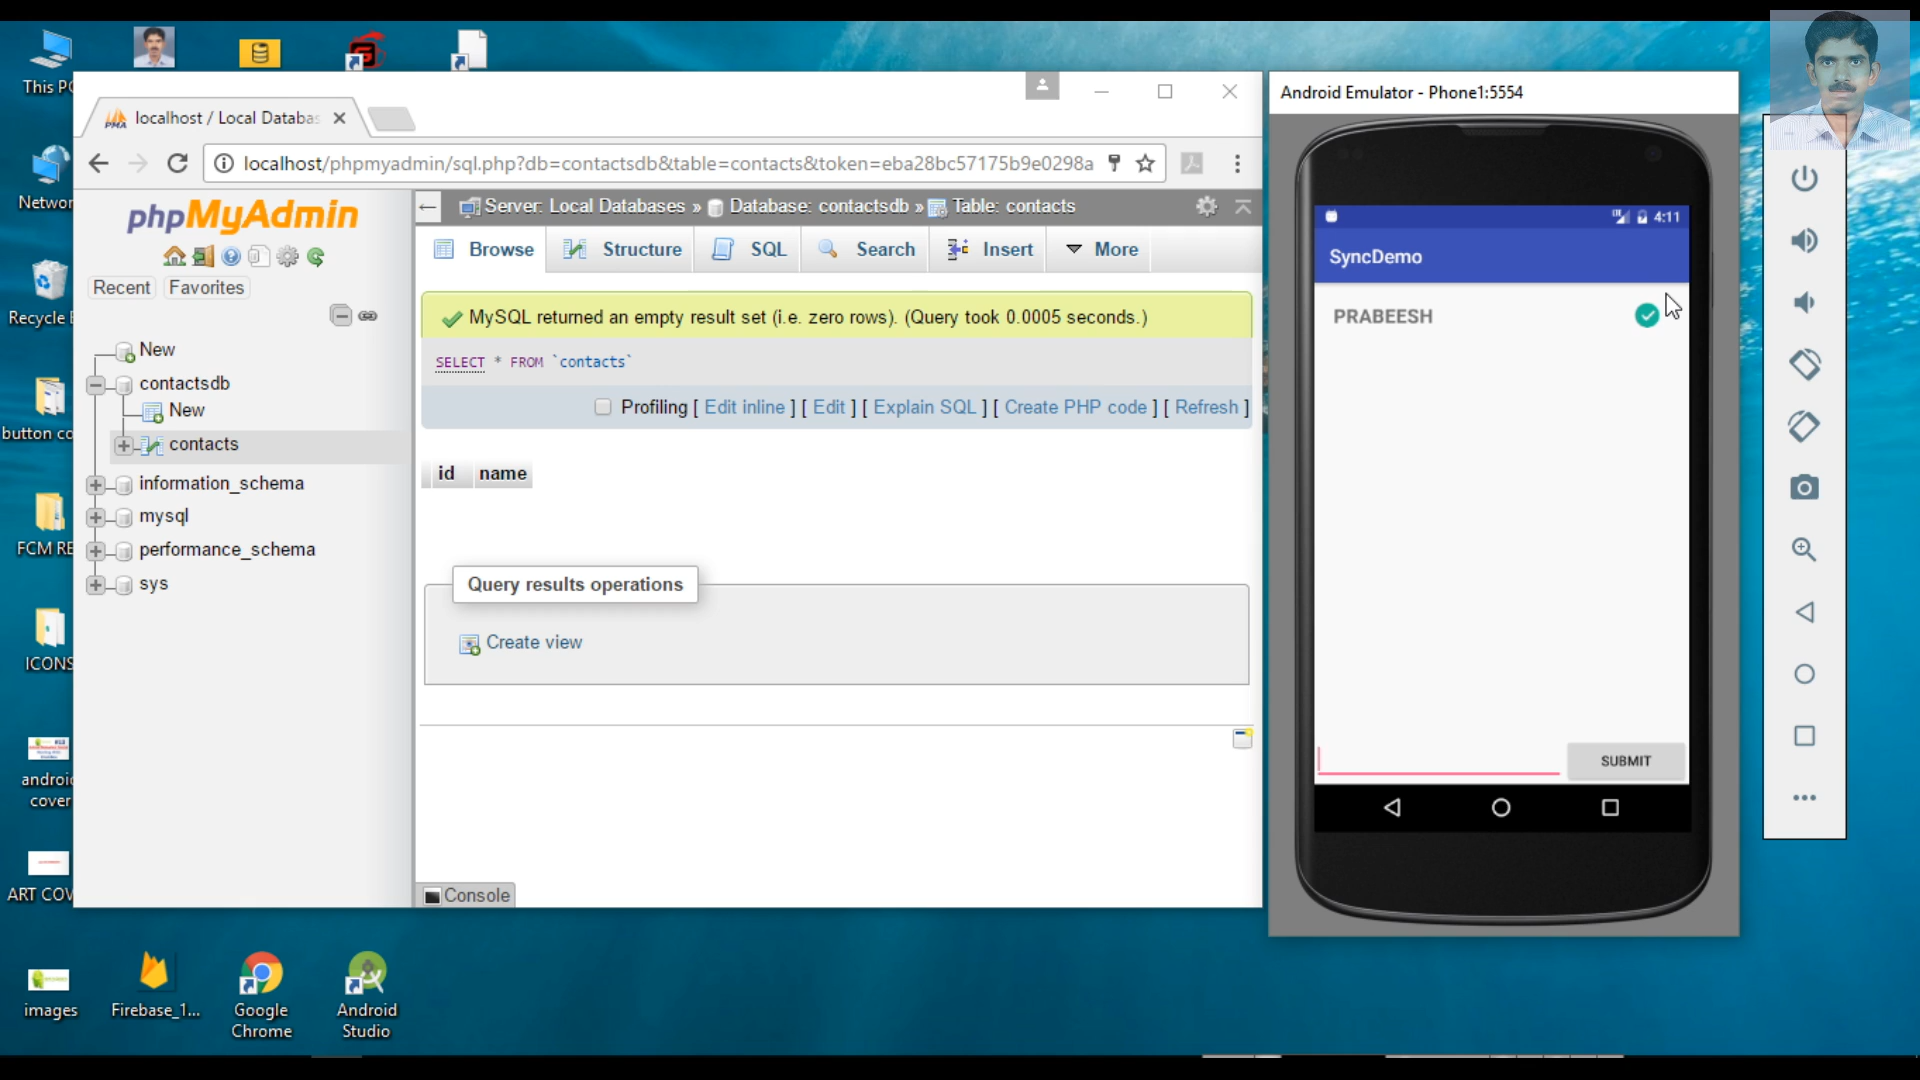 This PC
Network
Recycle
button co
FCM RE
ICONS
android
cover
ART COV
images
Firebase_1...
Google
Chrome
Android
Studio
localhost / Local Databas
localhost/phpmyadmin/sql.php?db=contactsdb&table=contacts&token=eba28bc57175b9e0298a
phpMyAdmin
Recent
Favorites
New
contactsdb
New
contacts
information_schema
mysql
performance_schema
sys
Server: Local Databases » Database: contactsdb » Table: contacts
Browse
Structure
SQL
Search
Insert
More
MySQL returned an empty result set (i.e. zero rows). (Query took 0.0005 seconds.)
SELECT * FROM `contacts`
Profiling [ Edit inline ] [ Edit ] [ Explain SQL ] [ Create PHP code ] [ Refresh ]
id name
Query results operations
Create view
Console
Android Emulator - Phone1:5554
4:11
SyncDemo
PRABEESH
SUBMIT